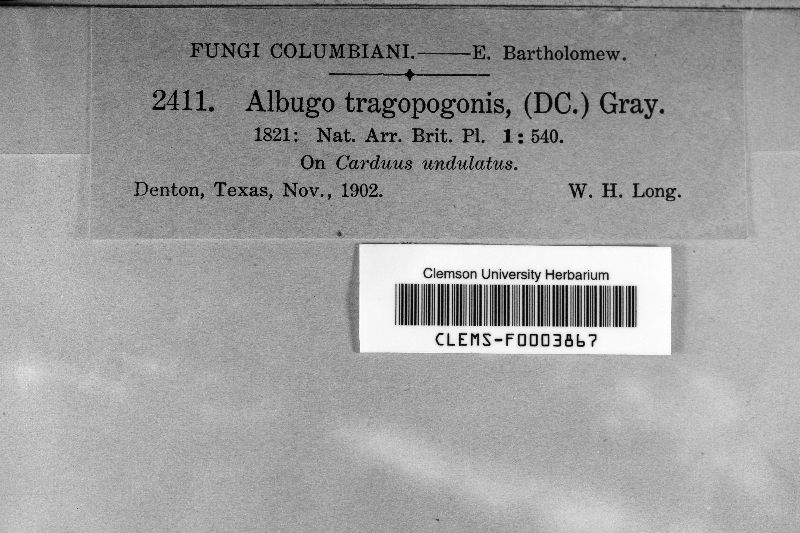 FUNGI COLUMBIANI.——E. Bartholomew.
2411. Albugo tragopogonis, (DC.) Gray.
1821: Nat. Arr. Brit. Pl. 1: 540.
On Carduus undulatus.
Denton, Texas, Nov., 1902. W. H. Long.
Clemson University Herbarium
CLEMS-F0003867